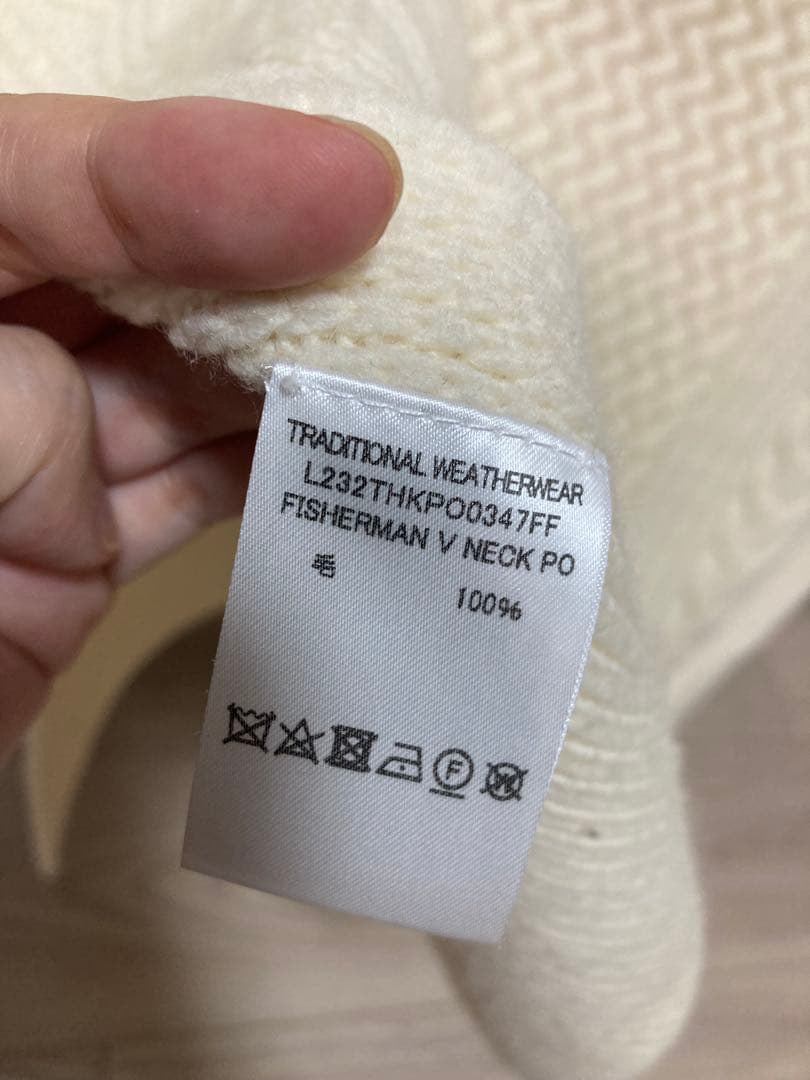 TRADITIONAL WEATHERWEAR
L232THKPO0347FF
FISHERMAN V NECK PO
毛 100%
F
W